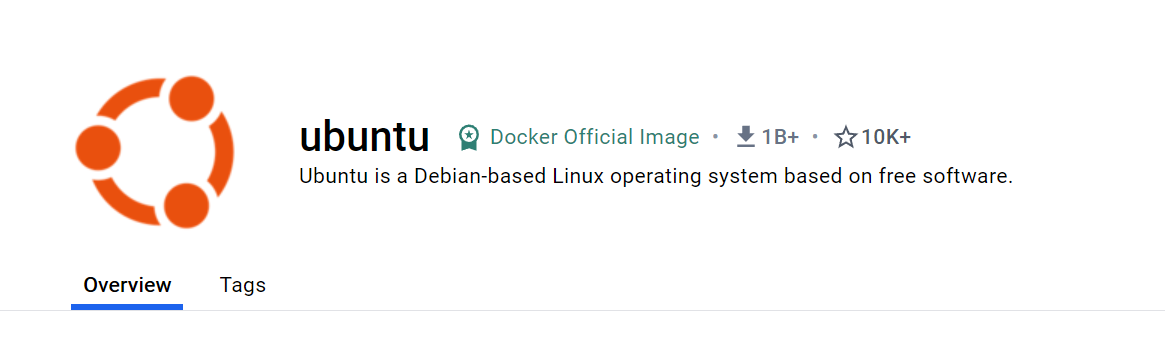 ubuntu Docker Official Image • 1B+ • 10K+
Ubuntu is a Debian-based Linux operating system based on free software.
Overview Tags